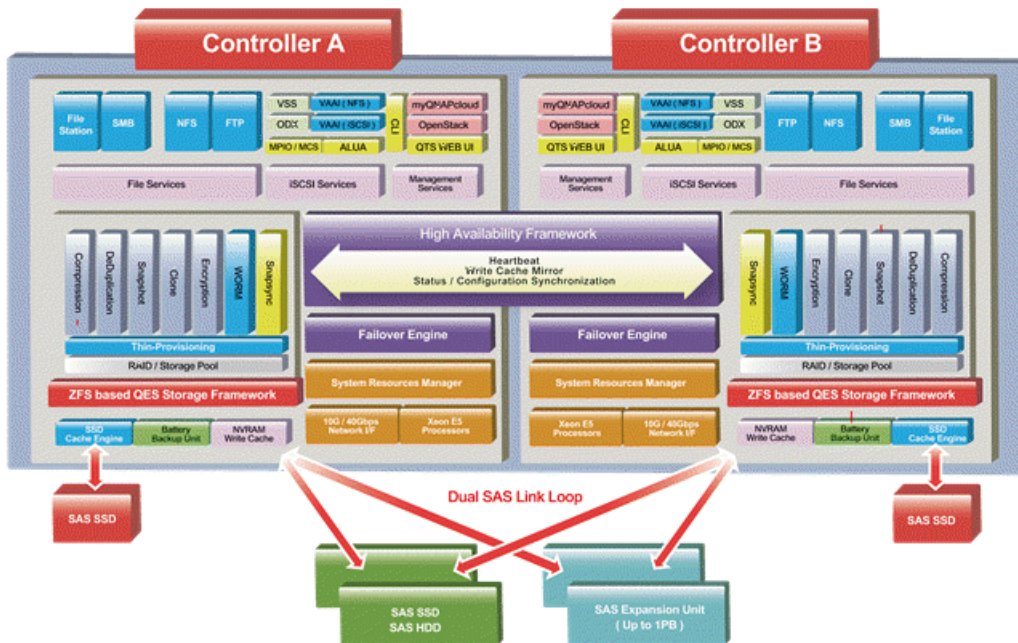 Controller A
Controller B
File
Station
SMB
NFS
FTP
VSS
VAAI ( NFS )
ODX
VAAI ( iSCSI )
MPIO / MCS
ALUA
CLI
myQNAPcloud
OpenStack
QTS WEB UI
myQNAPcloud
OpenStack
QTS WEB UI
CLI
VAAI ( NFS )
VSS
VAAI ( iSCSI )
ODX
ALUA
MPIO / MCS
FTP
NFS
SMB
File
Station
File Services
iSCSI Services
Management
Services
Management
Services
iSCSI Services
File Services
High Availability Framework
Heartbeat
Write Cache Mirror
Status / Configuration Synchronization
Compression
DeDuplication
Snapshot
Clone
Encryption
WORM
Snapsync
Snapsync
WORM
Encryption
Clone
Snapshot
DeDuplication
Compression
Thin-Provisioning
RAID / Storage Pool
ZFS based QES Storage Framework
Failover Engine
System Resources Manager
Failover Engine
System Resources Manager
Thin-Provisioning
RAID / Storage Pool
ZFS based QES Storage Framework
SSD
Cache Engine
Battery
Backup Unit
NVRAM
Write Cache
10G / 40Gbps
Network I/F
Xeon E5
Processors
Xeon E5
Processors
10G / 40Gbps
Network I/F
NVRAM
Write Cache
Battery
Backup Unit
SSD
Cache Engine
SAS SSD
Dual SAS Link Loop
SAS SSD
SAS SSD
SAS HDD
SAS Expansion Unit
( Up to 1PB )